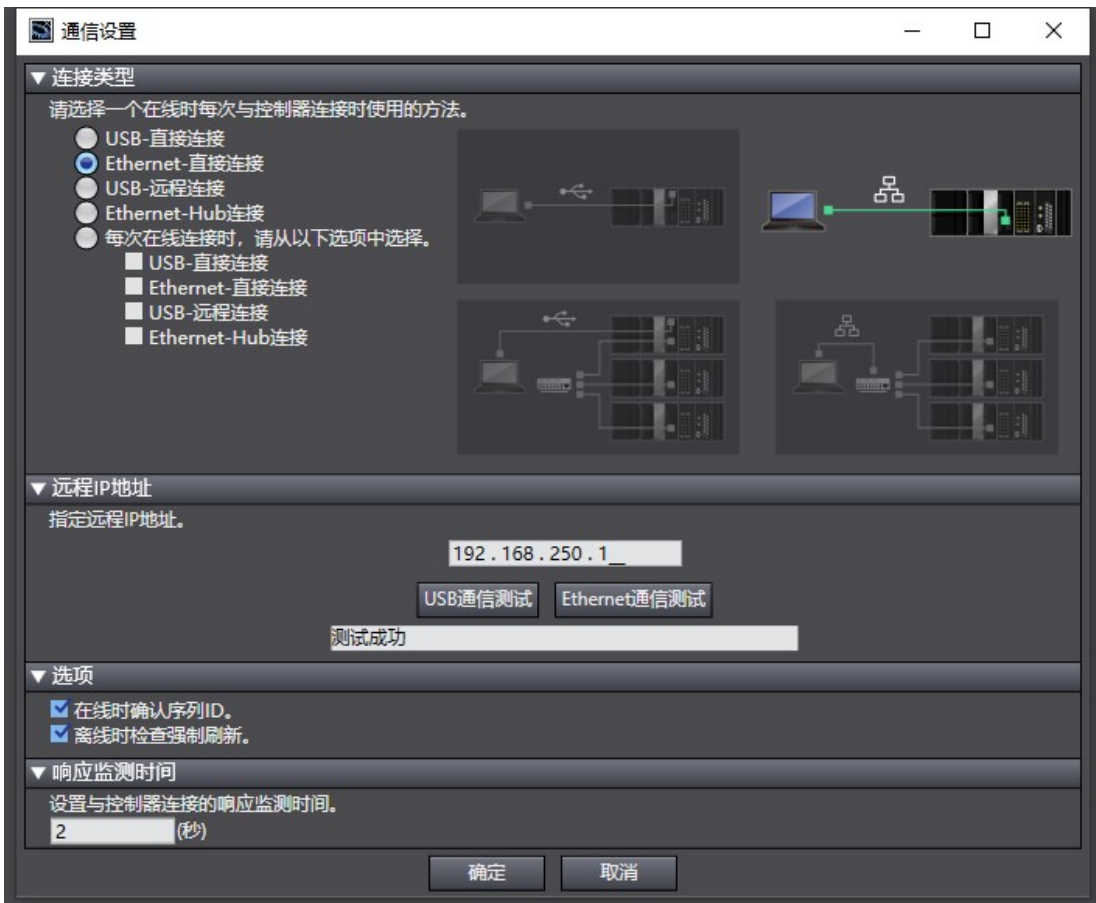 通信设置
连接类型
请选择一个在线时每次与控制器连接时使用的方法。
USB-直接连接
Ethernet-直接连接
USB-远程连接
Ethernet-Hub连接
每次在线连接时，请从以下选项中选择。
USB-直接连接
Ethernet-直接连接
USB-远程连接
Ethernet-Hub连接
远程IP地址
指定远程IP地址。
192.168.250.1_
USB通信测试 Ethernet通信测试
测试成功
选项
在线时确认序列ID。
离线时检查强制刷新。
响应监测时间
设置与控制器连接的响应监测时间。
2 (秒)
确定 取消